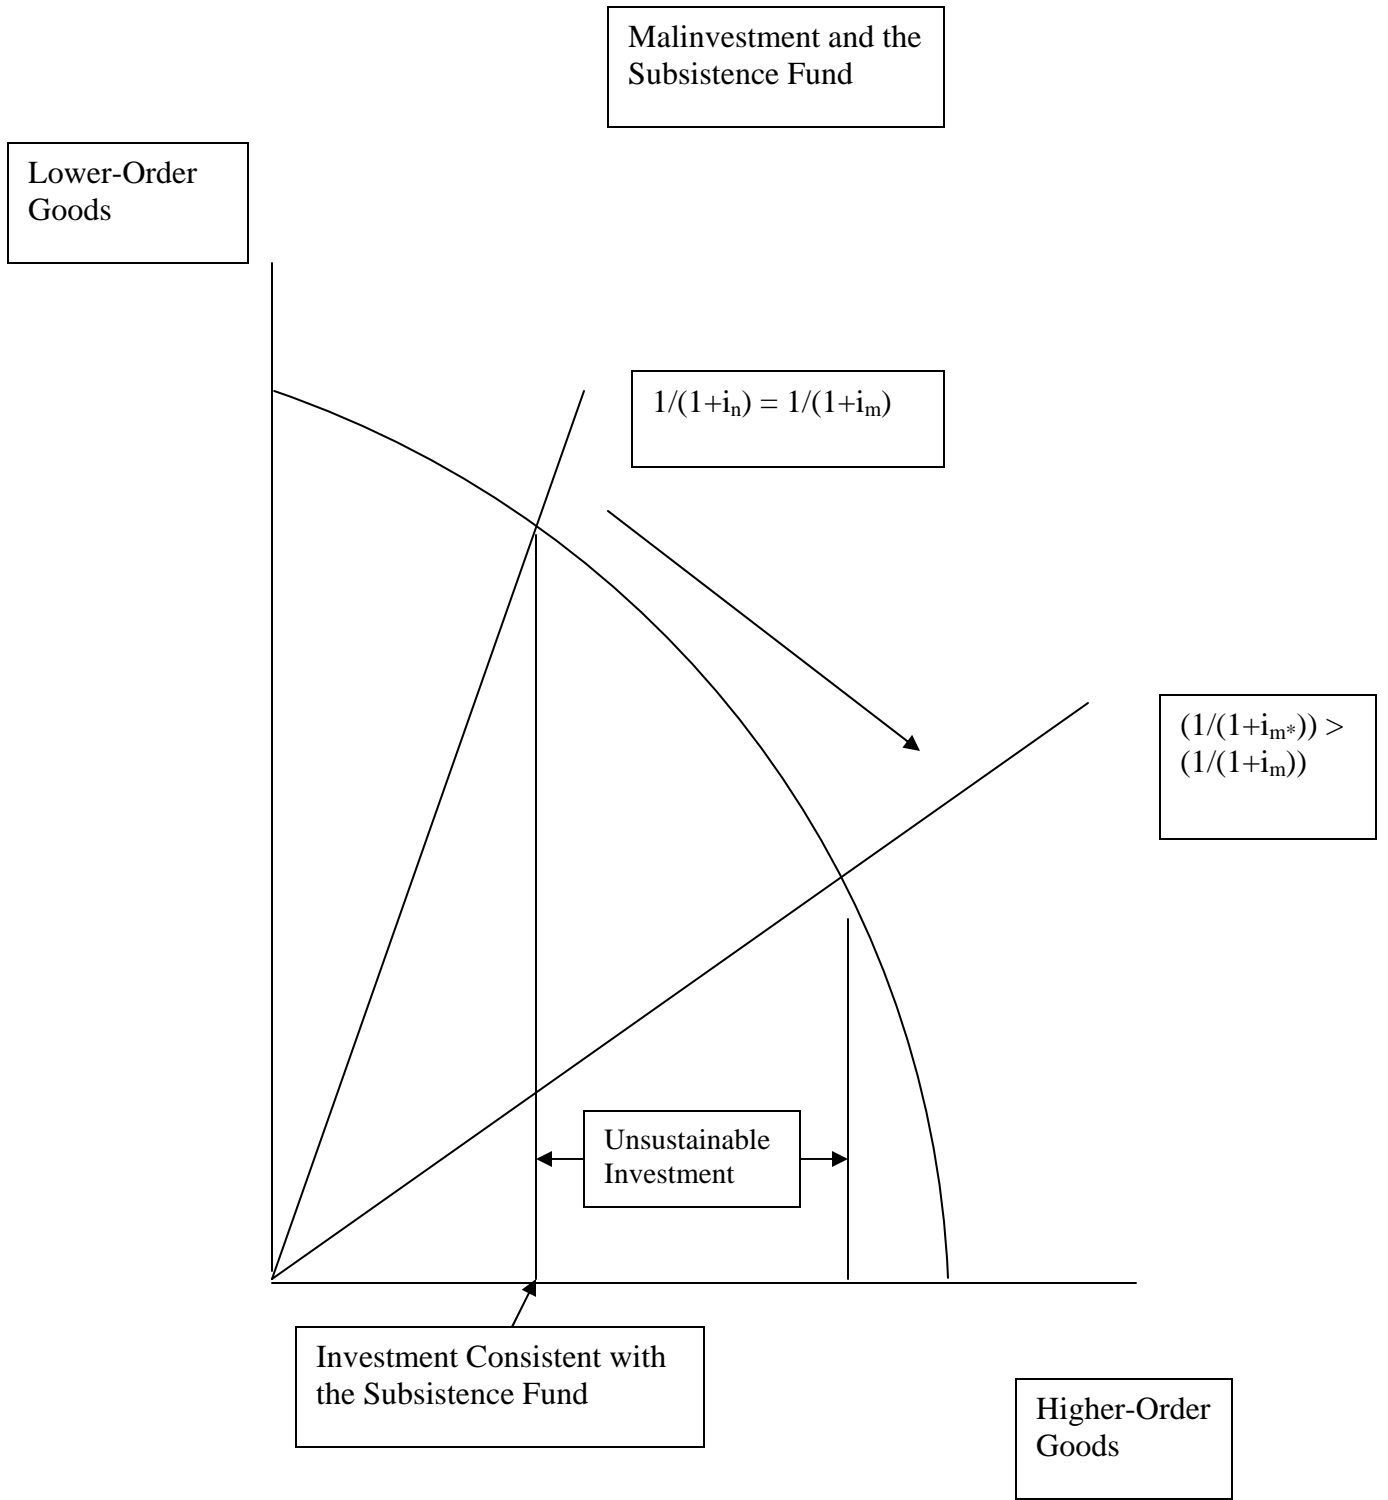 Malinvestment and the
Subsistence Fund
Lower-Order
Goods
1/(1+iₙ) = 1/(1+iₘ)
(1/(1+iₘ*)) >
(1/(1+iₘ))
Unsustainable
Investment
Investment Consistent with
the Subsistence Fund
Higher-Order
Goods